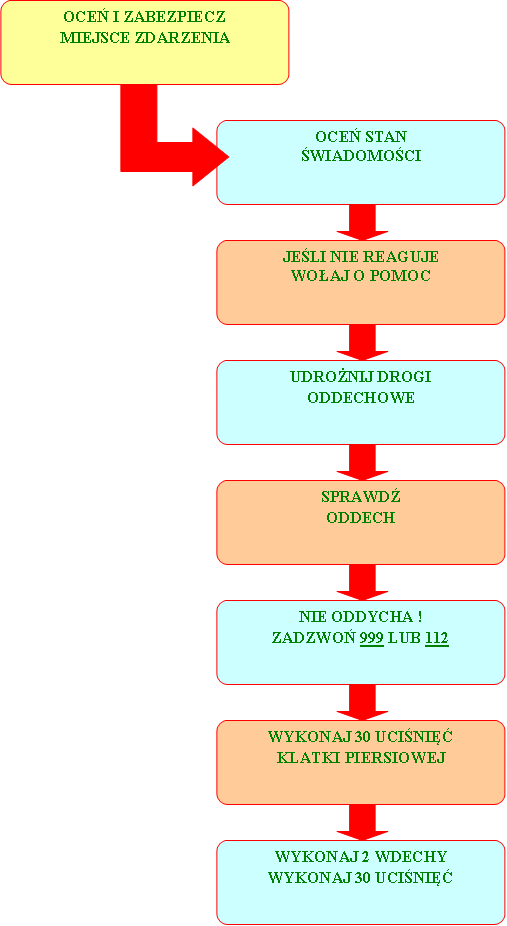 OCEŃ I ZABEZPIECZ
MIEJSCE ZDARZENIA
OCEŃ STAN
ŚWIADOMOŚCI
JEŚLI NIE REAGUJE
WOŁAJ O POMOC
UDROŻNIJ DROGI
ODDECHOWE
SPRAWDŹ
ODDECH
NIE ODDYCHA !
ZADZWOŃ 999 LUB 112
WYKONAJ 30 UCIŚNIĘĆ
KLATKI PIERSIOWEJ
WYKONAJ 2 WDECHY
WYKONAJ 30 UCIŚNIĘĆ